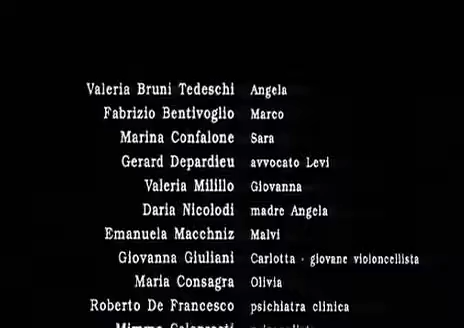 Valeria Bruni Tedeschi Angela
Fabrizio Bentivoglio Marco
Marina Confalone Sara
Gerard Depardieu avvocato Levi
Valeria Milillo Giovanna
Daria Nicolodi madre Angela
Emanuela Macchniz Malvi
Giovanna Giuliani Carlotta - giovane violoncellista
Maria Consagra Olivia
Roberto De Francesco psichiatra clinica